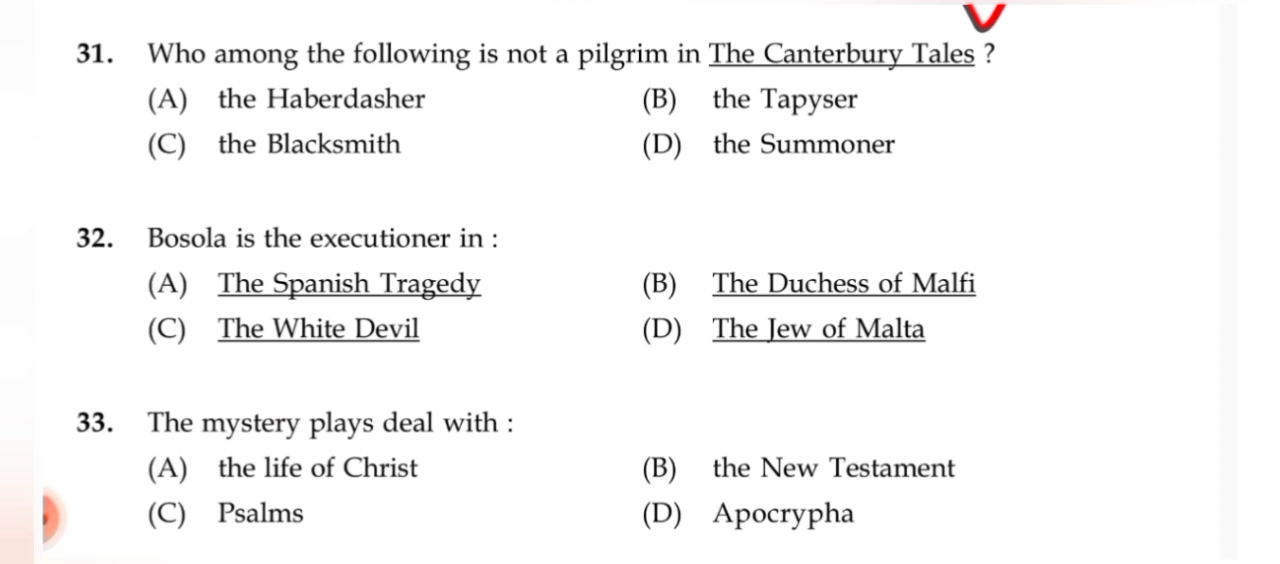 31. Who among the following is not a pilgrim in The Canterbury Tales ?
(A) the Haberdasher (B) the Tapyser
(C) the Blacksmith (D) the Summoner
32. Bosola is the executioner in :
(A) The Spanish Tragedy (B) The Duchess of Malfi
(C) The White Devil (D) The Jew of Malta
33. The mystery plays deal with :
(A) the life of Christ (B) the New Testament
(C) Psalms (D) Apocrypha